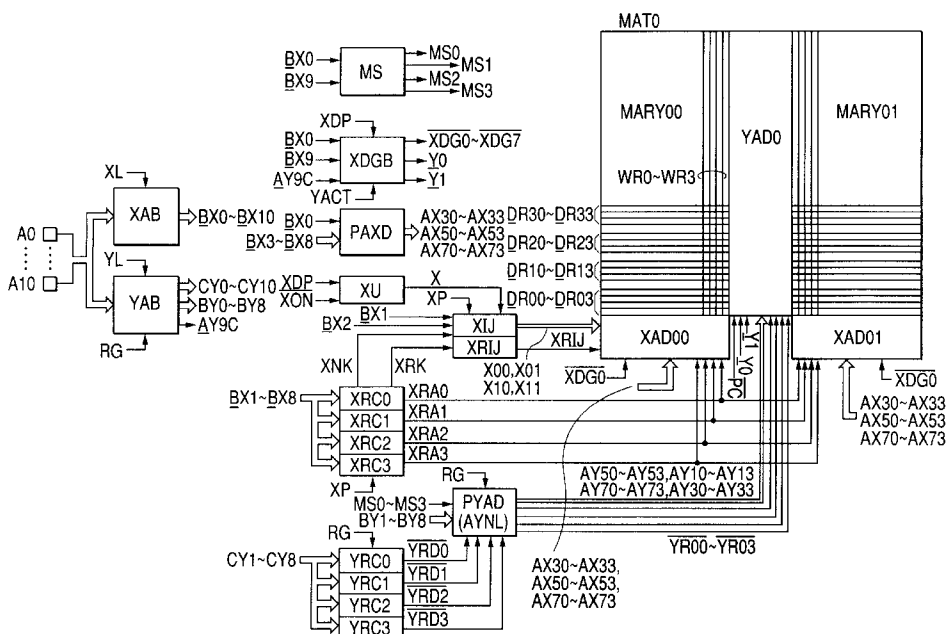 MAT0
BX0
BX9
MS
MS0
MS1
MS2
MS3
MARY00
YAD0
MARY01
XDP
BX0
BX9
AY9C
XDGB
XDG0~XDG7
Y0
Y1
YACT
WR0~WR3
XL
XAB
BX0~BX10
A0
A10
BX0
BX3~BX8
PAXD
AX30~AX33
AX50~AX53
AX70~AX73
DR30~DR33
DR20~DR23
DR10~DR13
DR00~DR03
YL
YAB
CY0~CY10
BY0~BY8
AY9C
RG
XDP
XON
XU
X
XP
BX1
BX2
XIJ
XRIJ
XRIJ
X00,X01
X10,X11
XAD00
XAD01
XDG0
Y1
Y0
PC
XDG0
XNK
XRK
BX1~BX8
XRC0
XRC1
XRC2
XRC3
XRA0
XRA1
XRA2
XRA3
XP
AX30~AX33
AX50~AX53
AX70~AX73
RG
MS0~MS3
BY1~BY8
PYAD
(AYNL)
AY50~AY53,AY10~AY13
AY70~AY73,AY30~AY33
YR00~YR03
RG
CY1~CY8
YRC0
YRC1
YRC2
YRC3
YRD0
YRD1
YRD2
YRD3
AX30~AX33,
AX50~AX53,
AX70~AX73